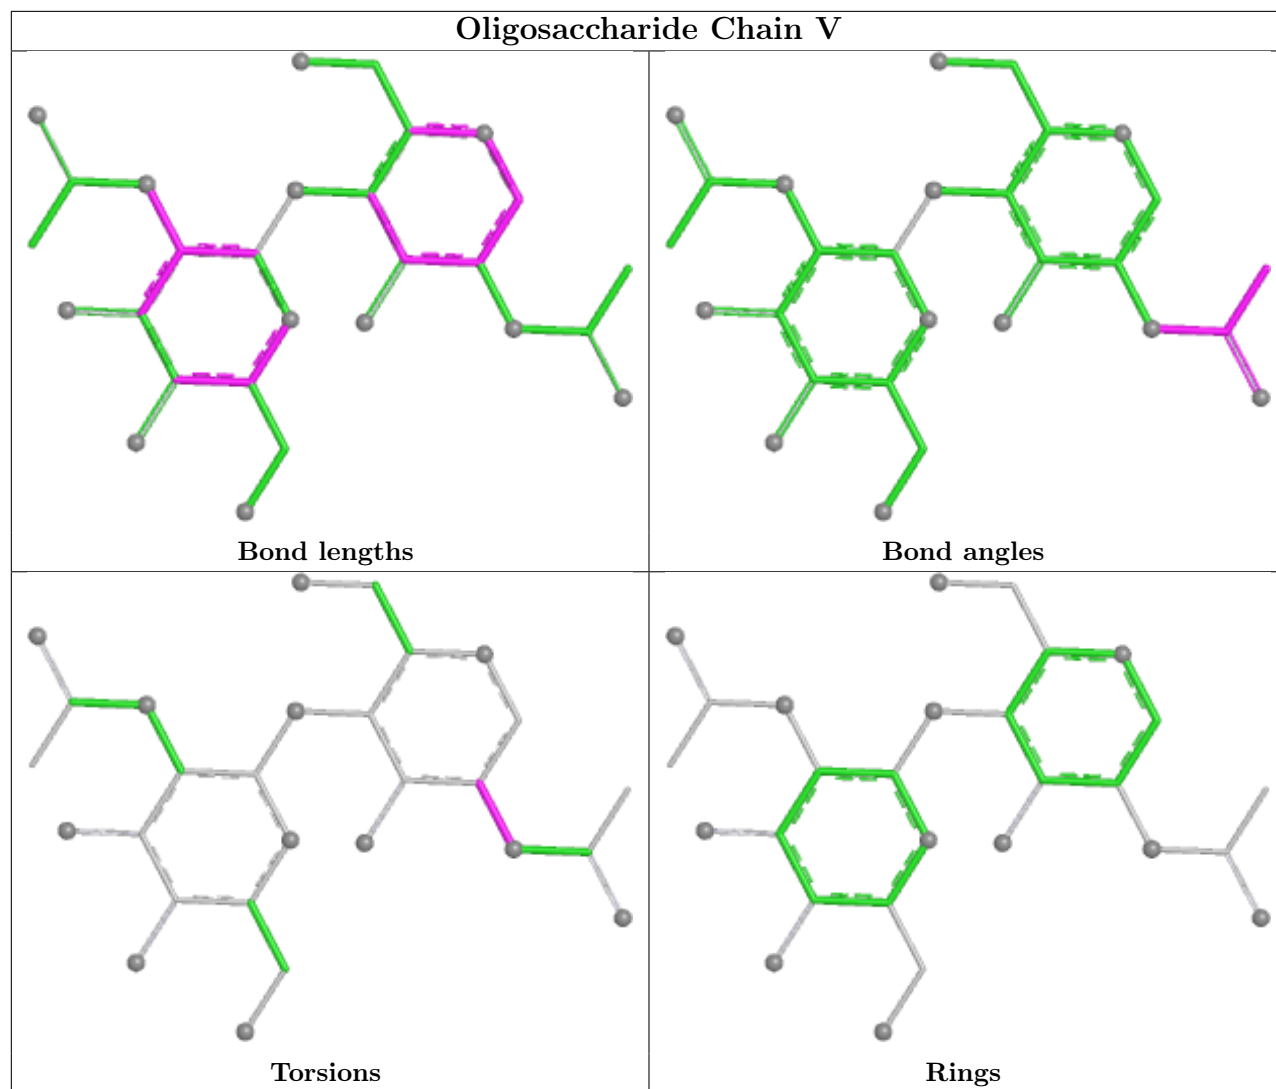 Oligosaccharide Chain V
Bond lengths
Bond angles
Torsions
Rings